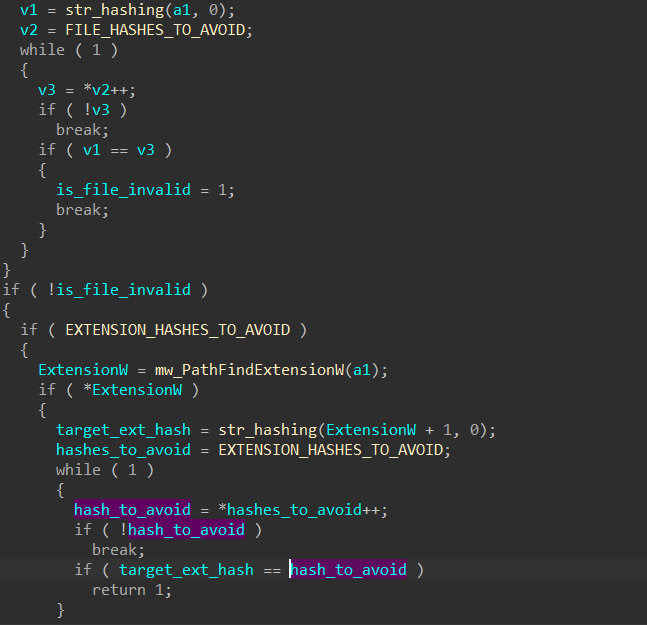 v1 = str_hashing(a1, 0);
v2 = FILE_HASHES_TO_AVOID;
while ( 1 )
{
v3 = *v2++;
if ( !v3 )
break;
if ( v1 == v3 )
{
is_file_invalid = 1;
break;
}
}
}
if ( !is_file_invalid )
{
if ( EXTENSION_HASHES_TO_AVOID )
{
ExtensionW = mw_PathFindExtensionW(a1);
if ( *ExtensionW )
{
target_ext_hash = str_hashing(ExtensionW + 1, 0);
hashes_to_avoid = EXTENSION_HASHES_TO_AVOID;
while ( 1 )
{
hash_to_avoid = *hashes_to_avoid++;
if ( !hash_to_avoid )
break;
if ( target_ext_hash == hash_to_avoid )
return 1;
}